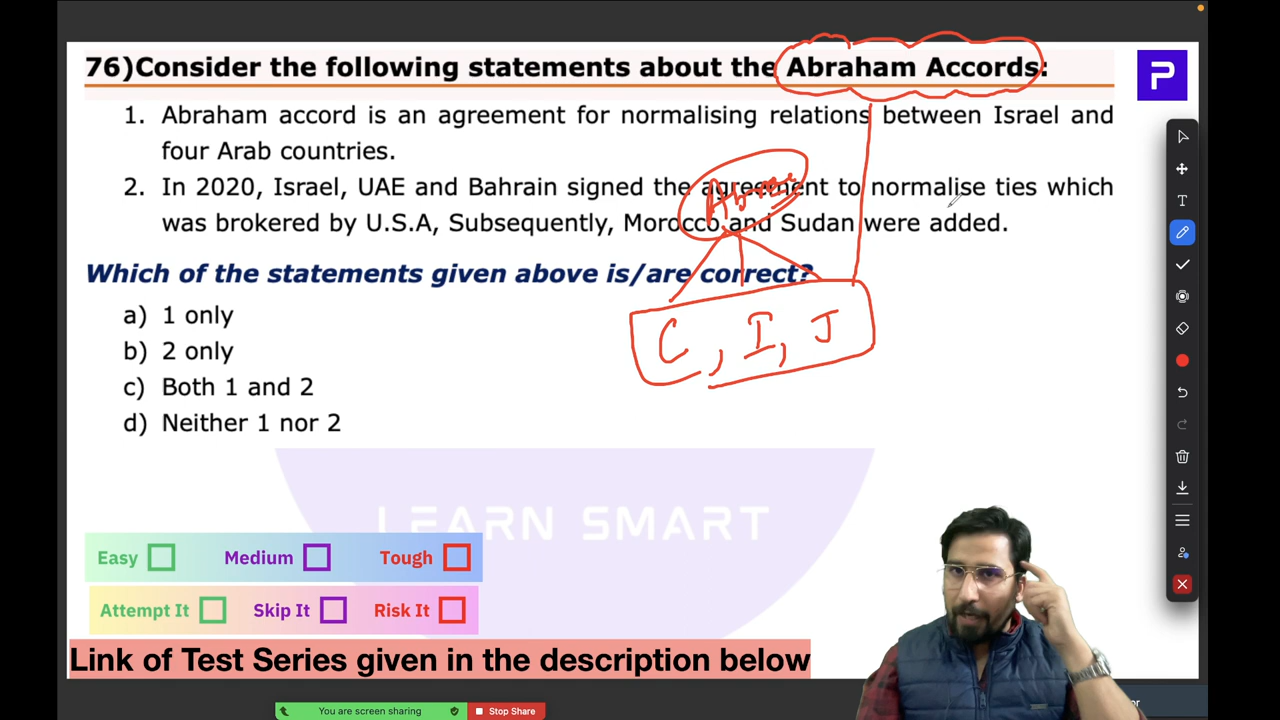 76)Consider the following statements about the Abraham Accords:
1. Abraham accord is an agreement for normalising relations between Israel and
four Arab countries.
2. In 2020, Israel, UAE and Bahrain signed the agreement to normalise ties which
was brokered by U.S.A, Subsequently, Morocco and Sudan were added.
Which of the statements given above is/are correct?
a) 1 only
b) 2 only
c) Both 1 and 2
d) Neither 1 nor 2
C, I, J
LEARN SMART
Easy Medium Tough
Attempt It Skip It Risk It
Link of Test Series given in the description below
You are screen sharing Stop Share